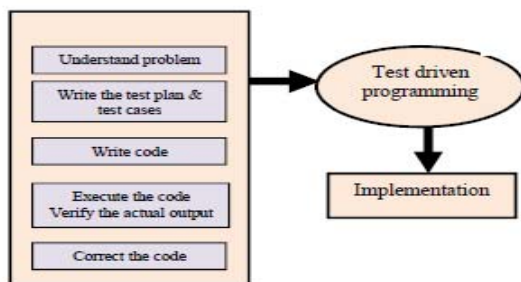 Understand problem
Write the test plan &
test cases
Write code
Execute the code
Verify the actual output
Correct the code
Test driven
programming
Implementation